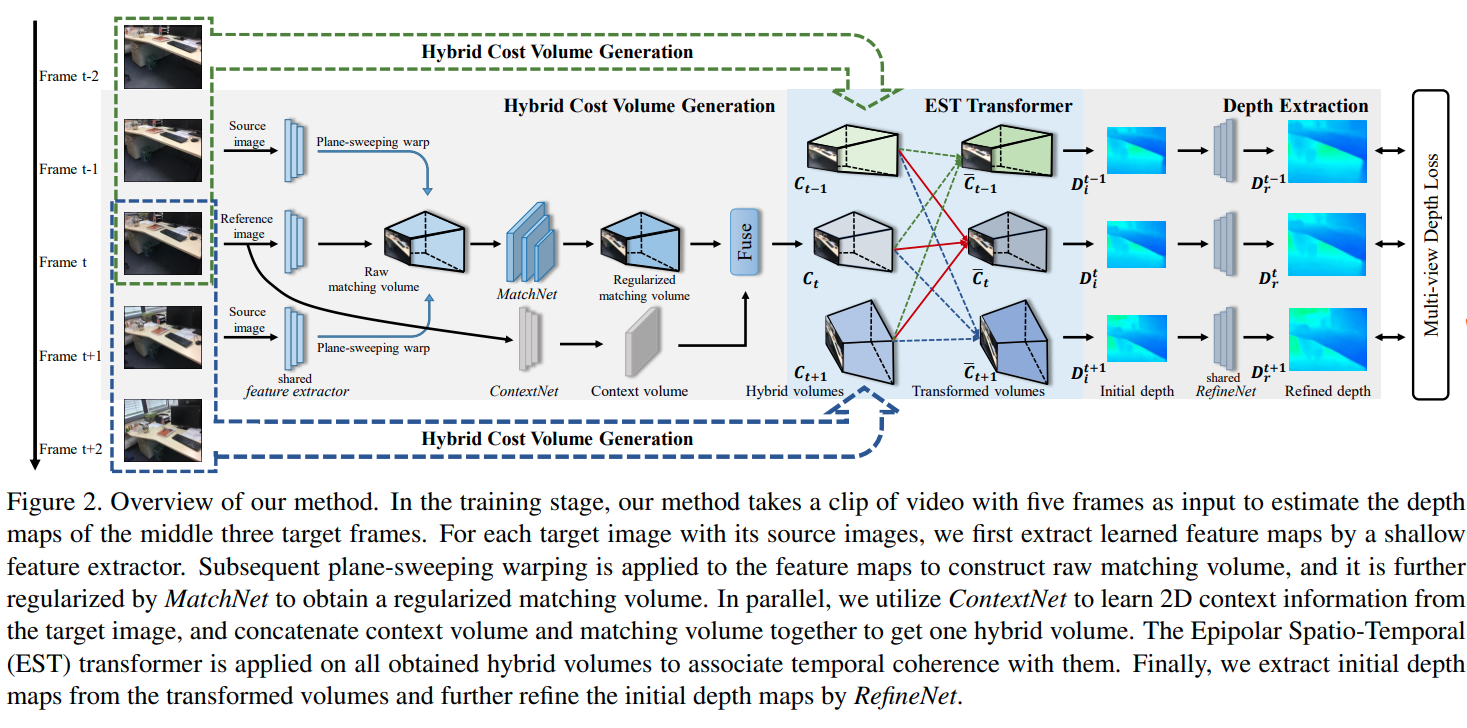 Hybrid Cost Volume Generation
Frame t-2
Hybrid Cost Volume Generation
EST Transformer
Depth Extraction
Source
image
Plane-sweeping warp
Frame t-1
C_{t-1}
C̅_{t-1}
D_i^{t-1}
D_r^{t-1}
Reference
image
Frame t
Raw
matching volume
MatchNet
Regularized
matching volume
Fuse
C_t
C̅_t
D_i^t
D_r^t
Multi-view Depth Loss
Source
image
Plane-sweeping warp
Frame t+1
shared
feature extractor
ContextNet
Context volume
C_{t+1}
Hybrid volumes
C̅_{t+1}
Transformed volumes
D_i^{t+1}
Initial depth
shared
RefineNet
D_r^{t+1}
Refined depth
Hybrid Cost Volume Generation
Frame t+2
Figure 2. Overview of our method. In the training stage, our method takes a clip of video with five frames as input to estimate the depth
maps of the middle three target frames. For each target image with its source images, we first extract learned feature maps by a shallow
feature extractor. Subsequent plane-sweeping warping is applied to the feature maps to construct raw matching volume, and it is further
regularized by MatchNet to obtain a regularized matching volume. In parallel, we utilize ContextNet to learn 2D context information from
the target image, and concatenate context volume and matching volume together to get one hybrid volume. The Epipolar Spatio-Temporal
(EST) transformer is applied on all obtained hybrid volumes to associate temporal coherence with them. Finally, we extract initial depth
maps from the transformed volumes and further refine the initial depth maps by RefineNet.